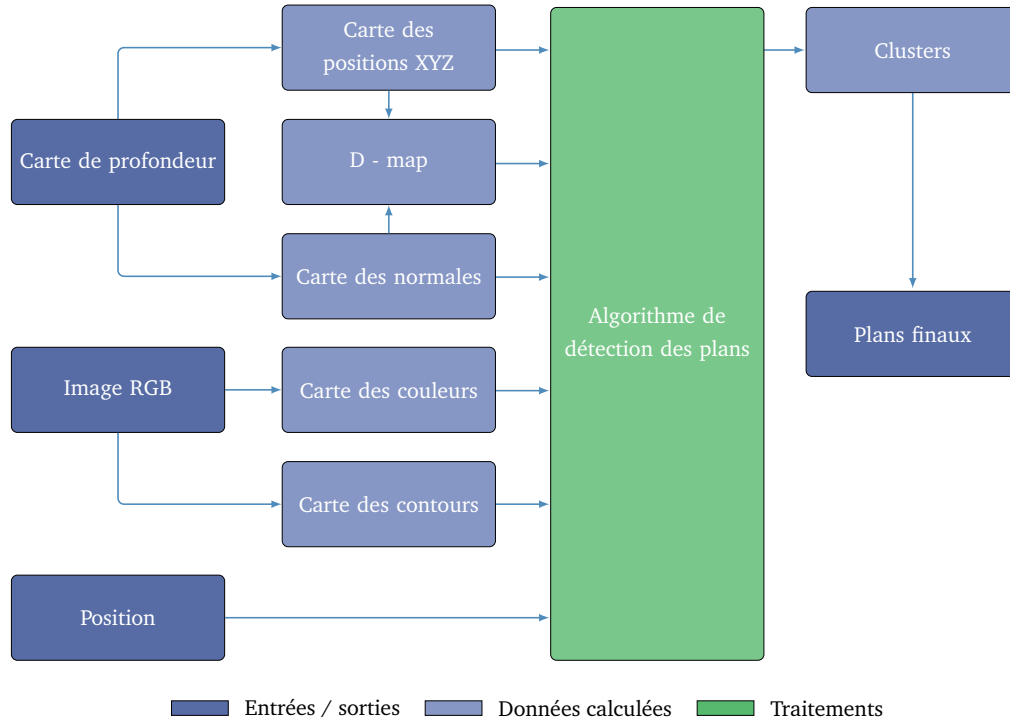 Carte des
positions XYZ
Clusters
Carte de profondeur
D - map
Carte des normales
Algorithme de
détection des plans
Plans finaux
Image RGB
Carte des couleurs
Carte des contours
Position
Entrées / sorties
Données calculées
Traitements